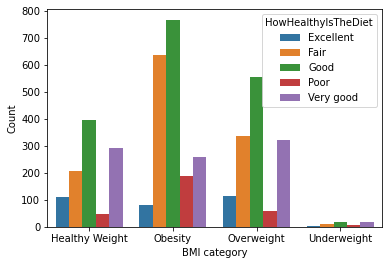 800
700
600
500
400
300
200
100
0
Count
HowHealthyIsTheDiet
Excellent
Fair
Good
Poor
Very good
Healthy Weight Obesity Overweight Underweight
BMI category